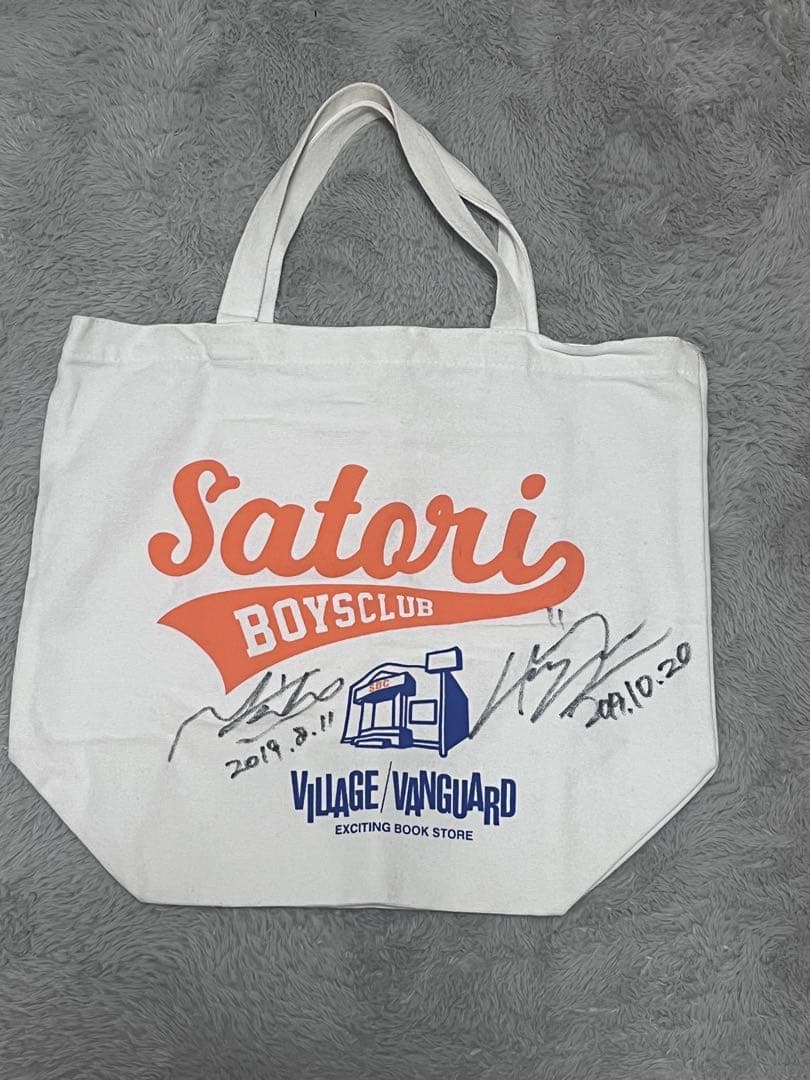 Satori
BOYSCLUB
SBC
2019.8.11
2019.10.20
VILLAGE/VANGUARD
EXCITING BOOK STORE